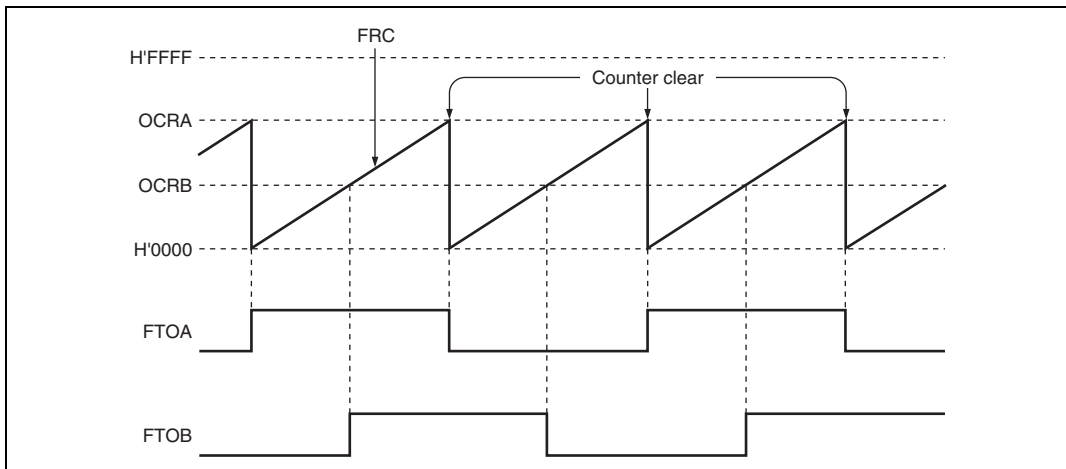 FRC
H'FFFF
Counter clear
OCRA
OCRB
H'0000
FTOA
FTOB